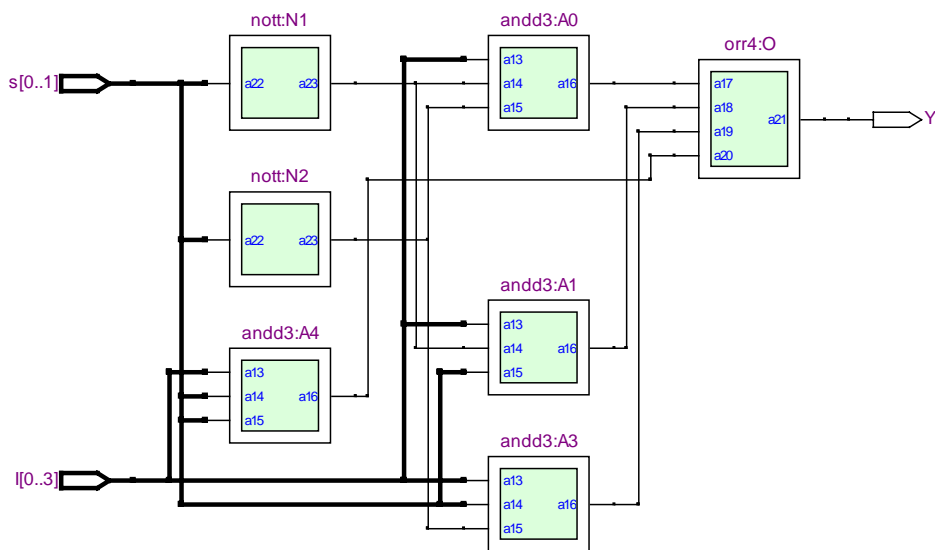 nott:N1
a22
a23
s[0..1]
nott:N2
a22
a23
andd3:A4
a13
a14
a15
a16
I[0..3]
andd3:A0
a13
a14
a15
a16
andd3:A1
a13
a14
a15
a16
andd3:A3
a13
a14
a15
a16
orr4:O
a17
a18
a19
a20
a21
Y